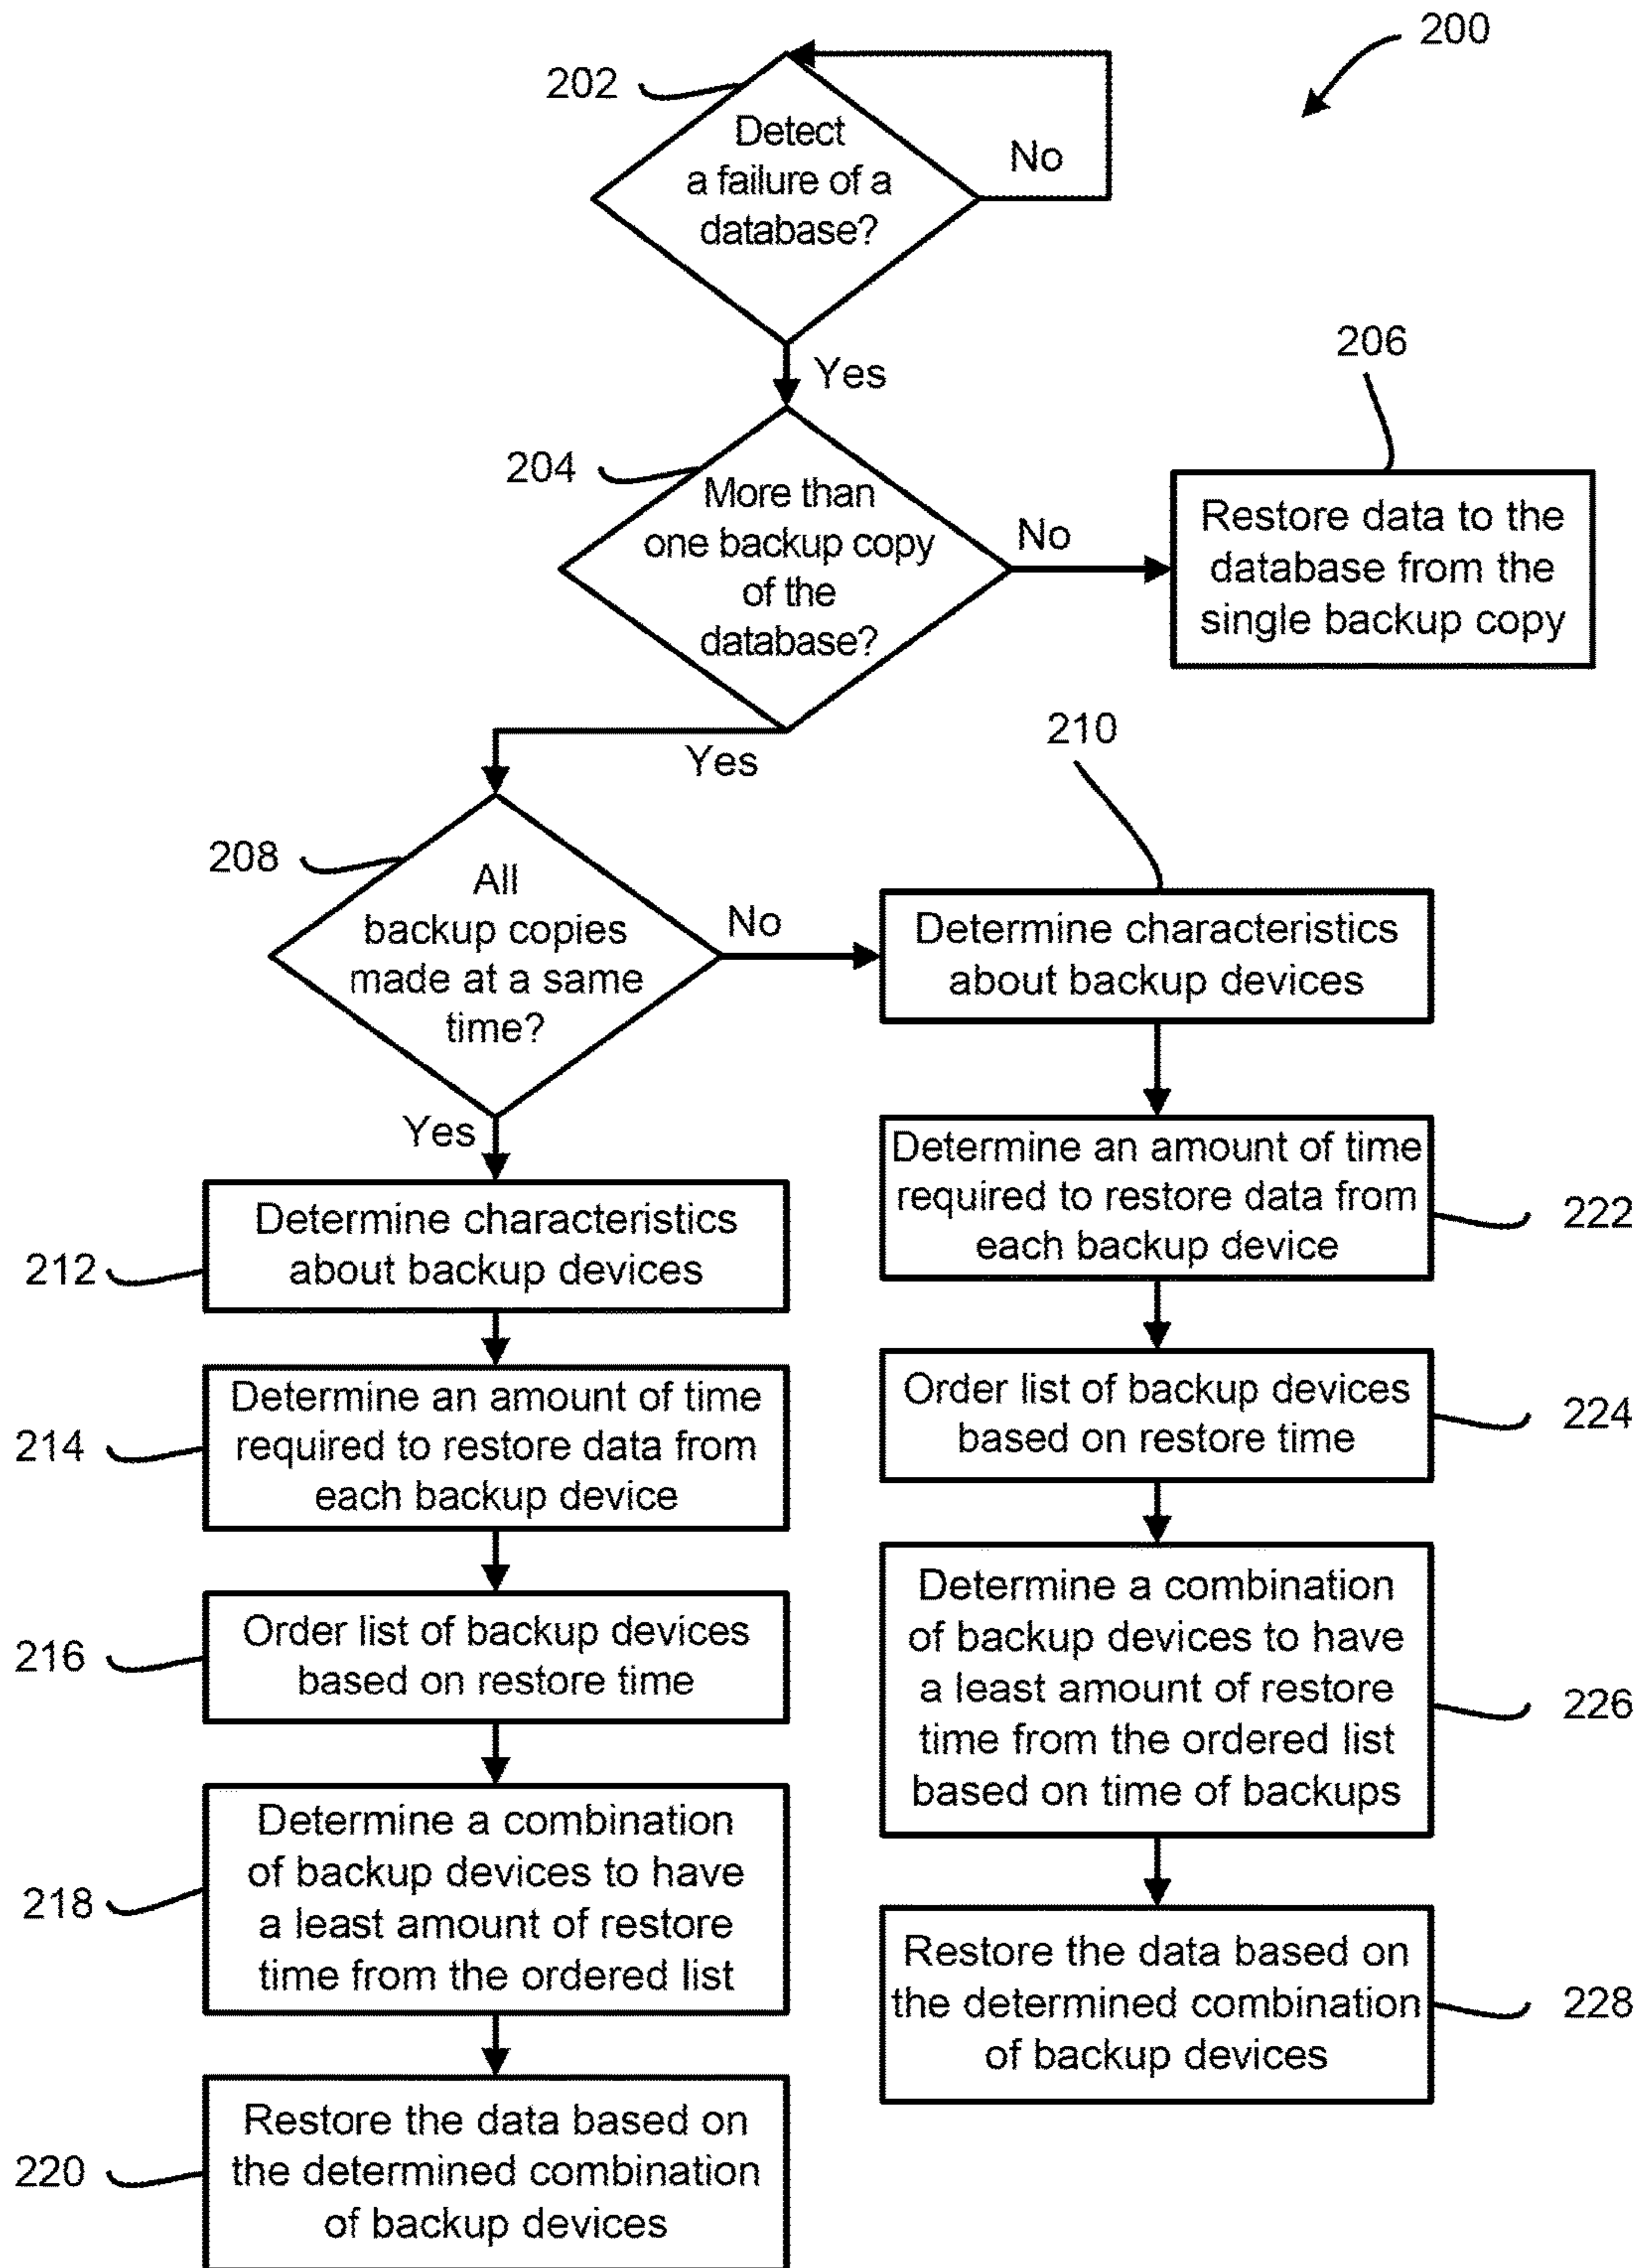 200
202
Detect
a failure of a
database?
No
Yes
204
More than
one backup copy
of the
database?
No
206
Restore data to the
database from the
single backup copy
Yes
208
All
backup copies
made at a same
time?
No
210
Determine characteristics
about backup devices
Yes
212
Determine characteristics
about backup devices
222
Determine an amount of time
required to restore data from
each backup device
214
Determine an amount of time
required to restore data from
each backup device
224
Order list of backup devices
based on restore time
216
Order list of backup devices
based on restore time
226
Determine a combination
of backup devices to have
a least amount of restore
time from the ordered list
based on time of backups
218
Determine a combination
of backup devices to have
a least amount of restore
time from the ordered list
228
Restore the data based on
the determined combination
of backup devices
220
Restore the data based on
the determined combination
of backup devices